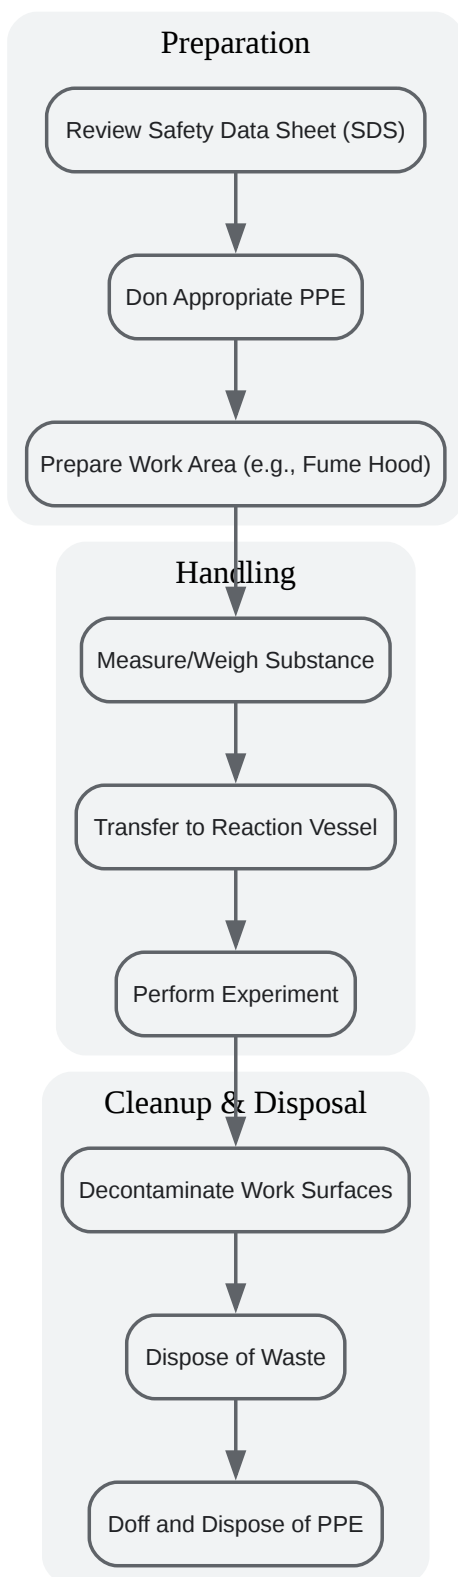 Preparation
Review Safety Data Sheet (SDS)
Don Appropriate PPE
Prepare Work Area (e.g., Fume Hood)
Handling
Measure/Weigh Substance
Transfer to Reaction Vessel
Perform Experiment
Cleanup & Disposal
Decontaminate Work Surfaces
Dispose of Waste
Doff and Dispose of PPE